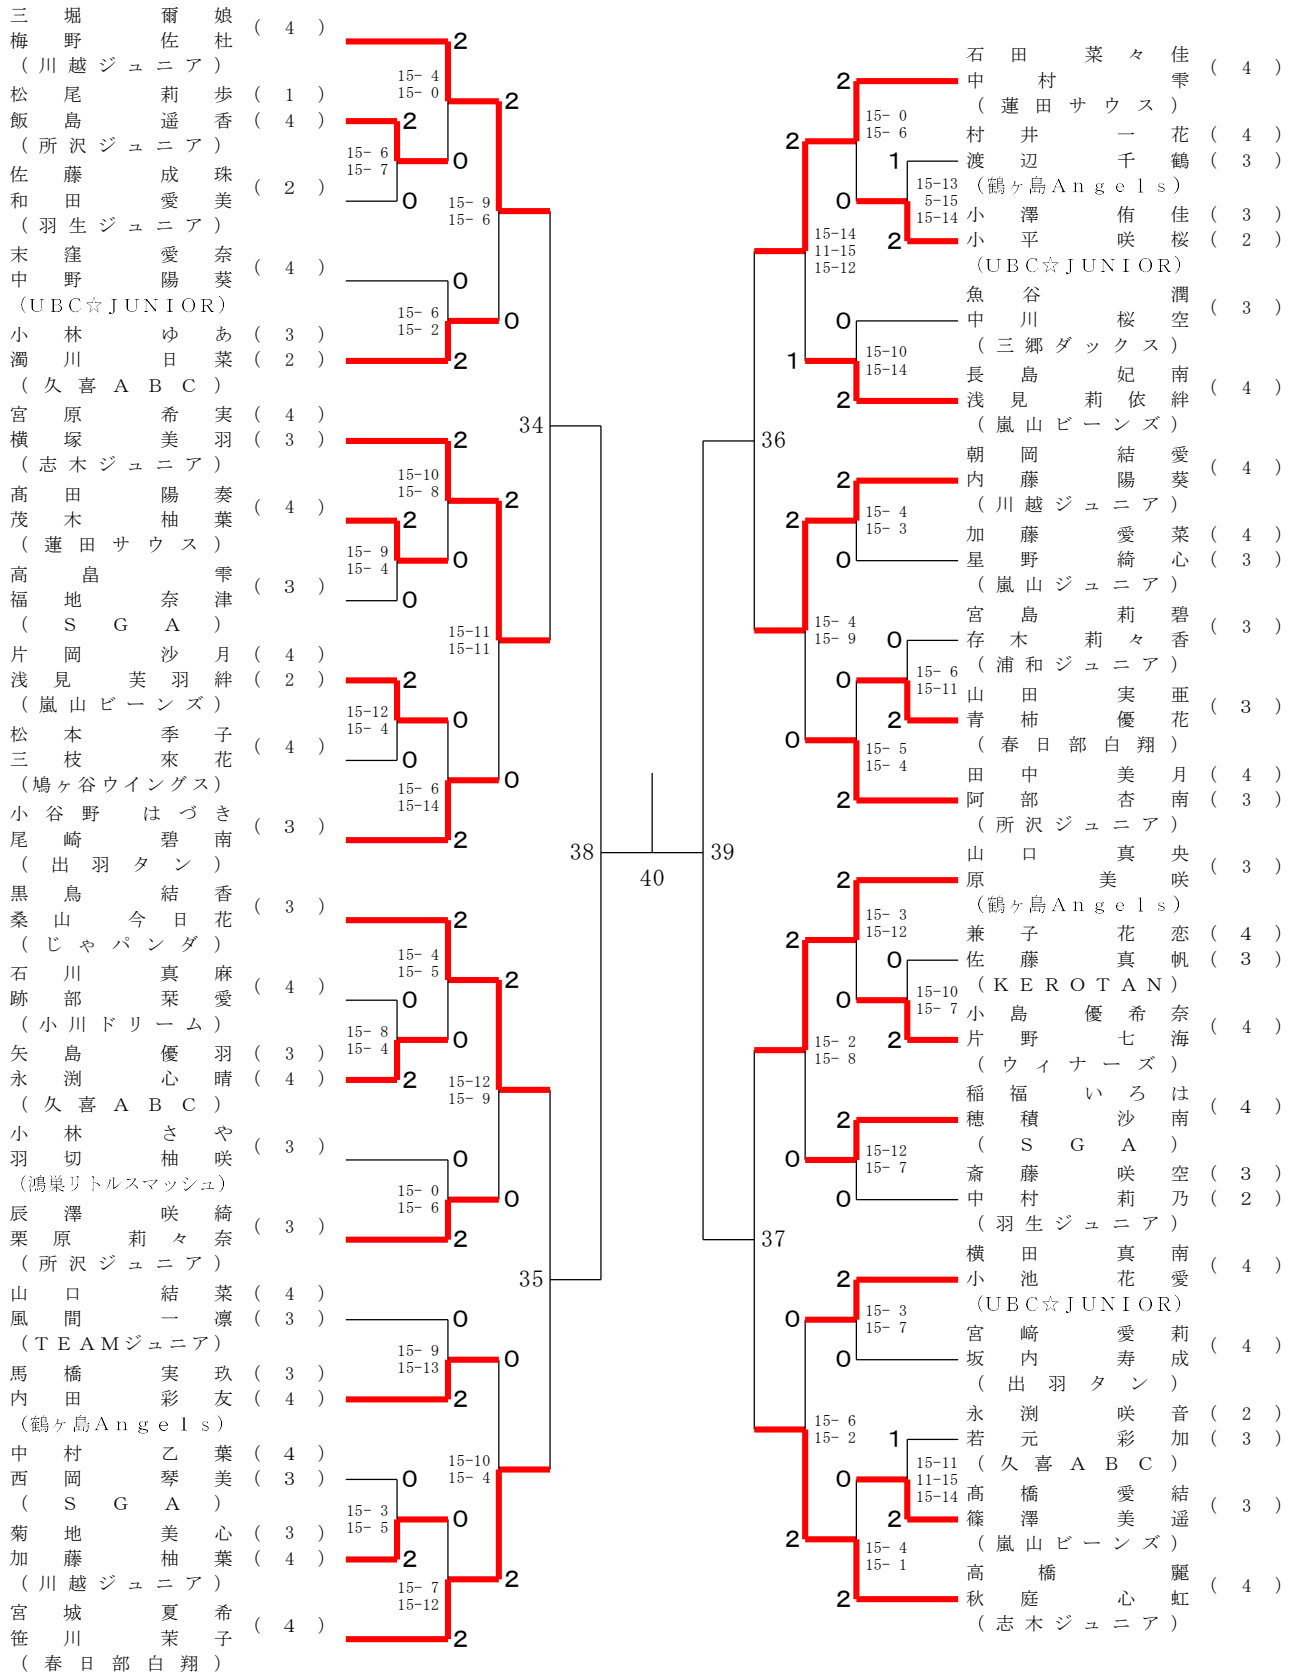 三堀 爾娘 ( 4 )
梅野 佐杜
(川越ジュニア)
松尾 莉歩 ( 1 )
飯島 遥香 ( 4 )
(所沢ジュニア)
佐藤 成珠 ( 2 )
和田 愛美
(羽生ジュニア)
末窪 愛奈 ( 4 )
中野 陽葵
(UBC☆JUNIOR)
小林 ゆあ ( 3 )
濁川 日菜 ( 2 )
(久喜ABC)
宮原 希実 ( 4 )
横塚 美羽 ( 3 )
(志木ジュニア)
髙田 陽奏 ( 4 )
茂木 柚葉
(蓮田サウス)
高畠 雫 ( 3 )
福地 奈津
(SGA)
片岡 沙月 ( 4 )
浅見 芙羽絆 ( 2 )
(嵐山ビーンズ)
松本 季子 ( 4 )
三枝 來花
(鳩ヶ谷ウイングス)
小谷野 はづき ( 3 )
尾崎 碧南
(出羽タン)
黒鳥 結香 ( 3 )
桑山 今日花
(じゃパンダ)
石川 真麻 ( 4 )
跡部 栞愛
(小川ドリーム)
矢島 優羽 ( 3 )
永渕 心晴 ( 4 )
(久喜ABC)
小林 さや ( 3 )
羽切 柚咲
(鴻巣リトルスマッシュ)
辰澤 咲綺 ( 3 )
栗原 莉々奈
(所沢ジュニア)
山口 結菜 ( 4 )
風間 一凛 ( 3 )
(TEAMジュニア)
馬橋 実玖 ( 3 )
内田 彩友 ( 4 )
(鶴ヶ島Angels)
中村 乙葉 ( 4 )
西岡 琴美 ( 3 )
(SGA)
菊地 美心 ( 3 )
加藤 柚葉 ( 4 )
(川越ジュニア)
宮城 夏希 ( 4 )
笹川 茉子
(春日部白翔)
2
15- 4
15- 0
2
2
15- 6
15- 7
0
0
15- 9
15- 6
0
15- 6
15- 2
0
2
34
2
15-10
15- 8
2
2
15- 9
15- 4
0
0
15-11
15-11
2
15-12
15- 4
0
0
15- 6
15-14
0
2
38
2
15- 4
15- 5
2
0
15- 8
15- 4
0
2
15-12
15- 9
0
15- 0
15- 6
0
2
35
0
15- 9
15-13
0
2
15-10
15- 4
0
15- 3
15- 5
0
2
15- 7
15-12
2
2
40
石田 菜々佳 ( 4 )
中村 雫
(蓮田サウス)
村井 一花 ( 4 )
渡辺 千鶴 ( 3 )
(鶴ヶ島Angels)
小澤 侑佳 ( 3 )
小平 咲桜 ( 2 )
(UBC☆JUNIOR)
魚谷 潤 ( 3 )
中川 桜空
(三郷ダックス)
長島 妃南 ( 4 )
浅見 莉依絆
(嵐山ビーンズ)
朝岡 結愛 ( 4 )
内藤 陽葵
(川越ジュニア)
加藤 愛菜 ( 4 )
星野 綺心 ( 3 )
(嵐山ジュニア)
宮島 莉碧 ( 3 )
存木 莉々香
(浦和ジュニア)
山田 実亜 ( 3 )
青柿 優花
(春日部白翔)
田中 美月 ( 4 )
阿部 杏南 ( 3 )
(所沢ジュニア)
山口 真央 ( 3 )
原 美咲
(鶴ヶ島Angels)
兼子 花恋 ( 4 )
佐藤 真帆 ( 3 )
(KEROTAN)
小島 優希奈 ( 4 )
片野 七海
(ウィナーズ)
稲福 いろは ( 4 )
穂積 沙南
(SGA)
斎藤 咲空 ( 3 )
中村 莉乃 ( 2 )
(羽生ジュニア)
横田 真南 ( 4 )
小池 花愛
(UBC☆JUNIOR)
宮﨑 愛莉 ( 4 )
坂内 寿成
(出羽タン)
永渕 咲音 ( 2 )
若元 彩加 ( 3 )
(久喜ABC)
髙橋 愛結 ( 3 )
篠澤 美遥
(嵐山ビーンズ)
高橋 麗 ( 4 )
秋庭 心虹
(志木ジュニア)
2
15- 0
15- 6
2
1
15-13
5-15
15-14
0
2
15-14
11-15
15-12
0
15-10
15-14
1
2
36
2
15- 4
15- 3
2
0
15- 4
15- 9
0
15- 6
15-11
0
2
15- 5
15- 4
0
2
39
2
15- 3
15-12
2
0
15-10
15- 7
0
2
15- 2
15- 8
2
15-12
15- 7
0
0
37
2
15- 3
15- 7
0
0
15- 6
15- 2
1
15-11
11-15
15-14
0
2
15- 4
15- 1
2
2